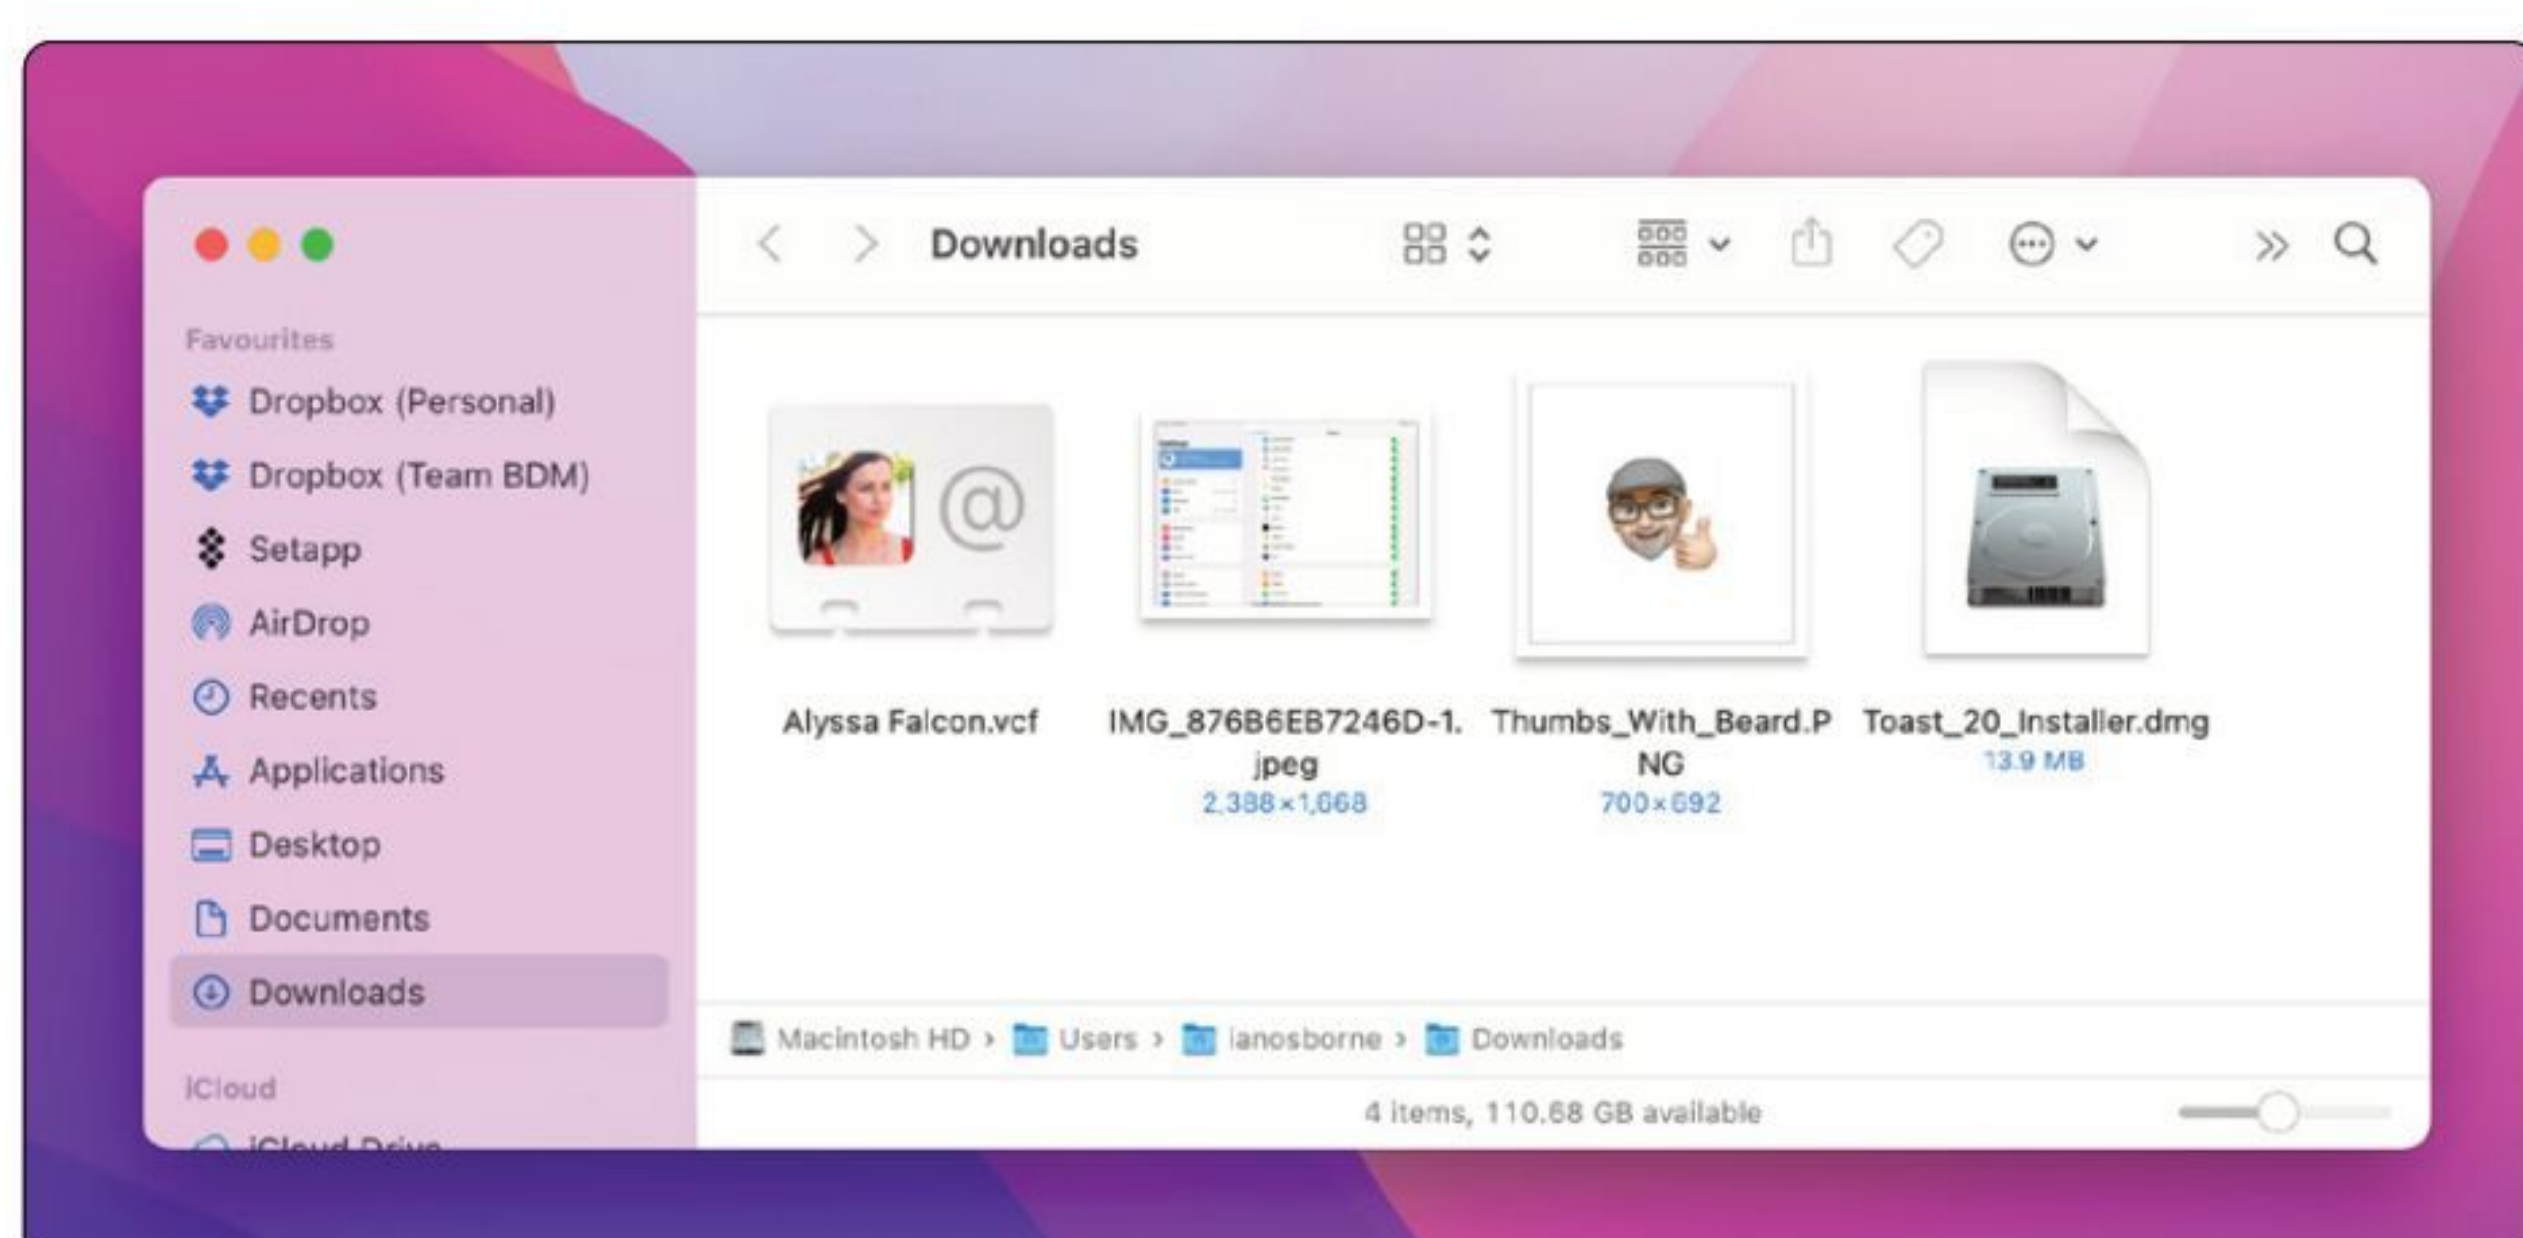 Downloads
Favourites
Dropbox (Personal)
Dropbox (Team BDM)
Setapp
AirDrop
Recents
Applications
Desktop
Documents
Downloads
iCloud
iCloud Drive
@
Alyssa Falcon.vcf
IMG_876B6EB7246D-1.
jpeg
2,388×1,668
Thumbs_With_Beard.P
NG
700×692
Toast_20_Installer.dmg
13.9 MB
Macintosh HD › Users › ianosborne › Downloads
4 items, 110.68 GB available